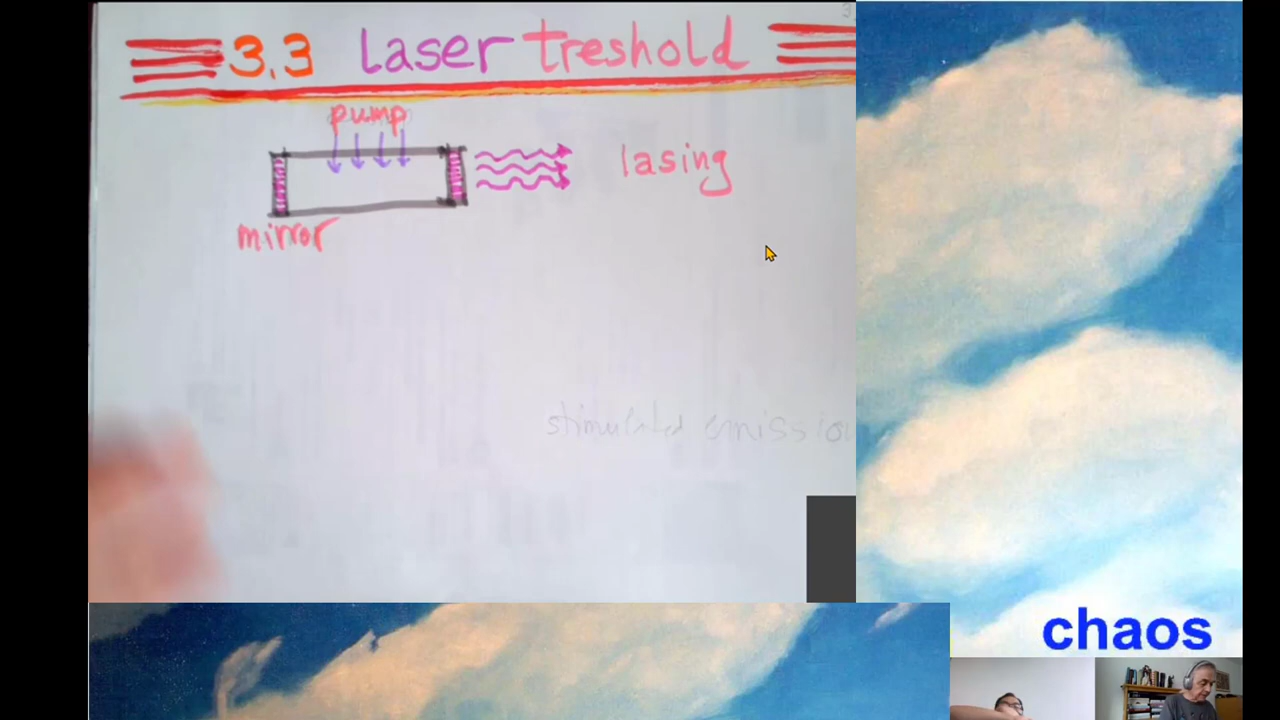 3.3 Laser treshold
pump
lasing
mirror
stimulated emission
chaos